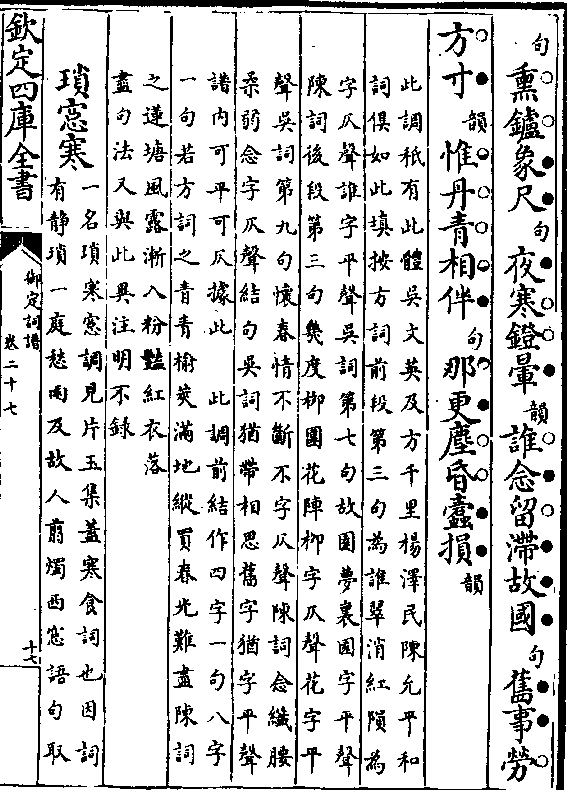 句熏鑪象尺句夜寒鐙暈韻誰念留滯故國句舊事勞
方寸韻惟丹青相伴句那更塵昏蠹損韻
此調祇有此體吳文英及方千里楊澤民陳允平和
詞俱如此填按方詞前段第三句為誰翠消紅隕為
字仄聲誰字平聲吳詞第七句故園夢裏園字平聲
陳詞後段第三句幾度柳圍花陣柳字仄聲花字平
聲吳詞第九句懷春情不斷不字仄聲陳詞念纖腰
柔弱念字仄聲結句吳詞猶帶相思舊字猶字平聲
譜內可平可仄據此　此調前結作四字一句八字
一句若方詞之青青榆莢滿地縱買春光難盡陳詞
之蓮塘風露漸入粉豔紅衣落
盡句法又與此異注明不錄
瑣窻寒
一名瑣寒窻調見片玉集蓋寒食詞也因詞
有靜瑣一庭愁雨及故人剪燭西窻語句取
欽定四庫全書
御定詞譜
卷二十七
十七